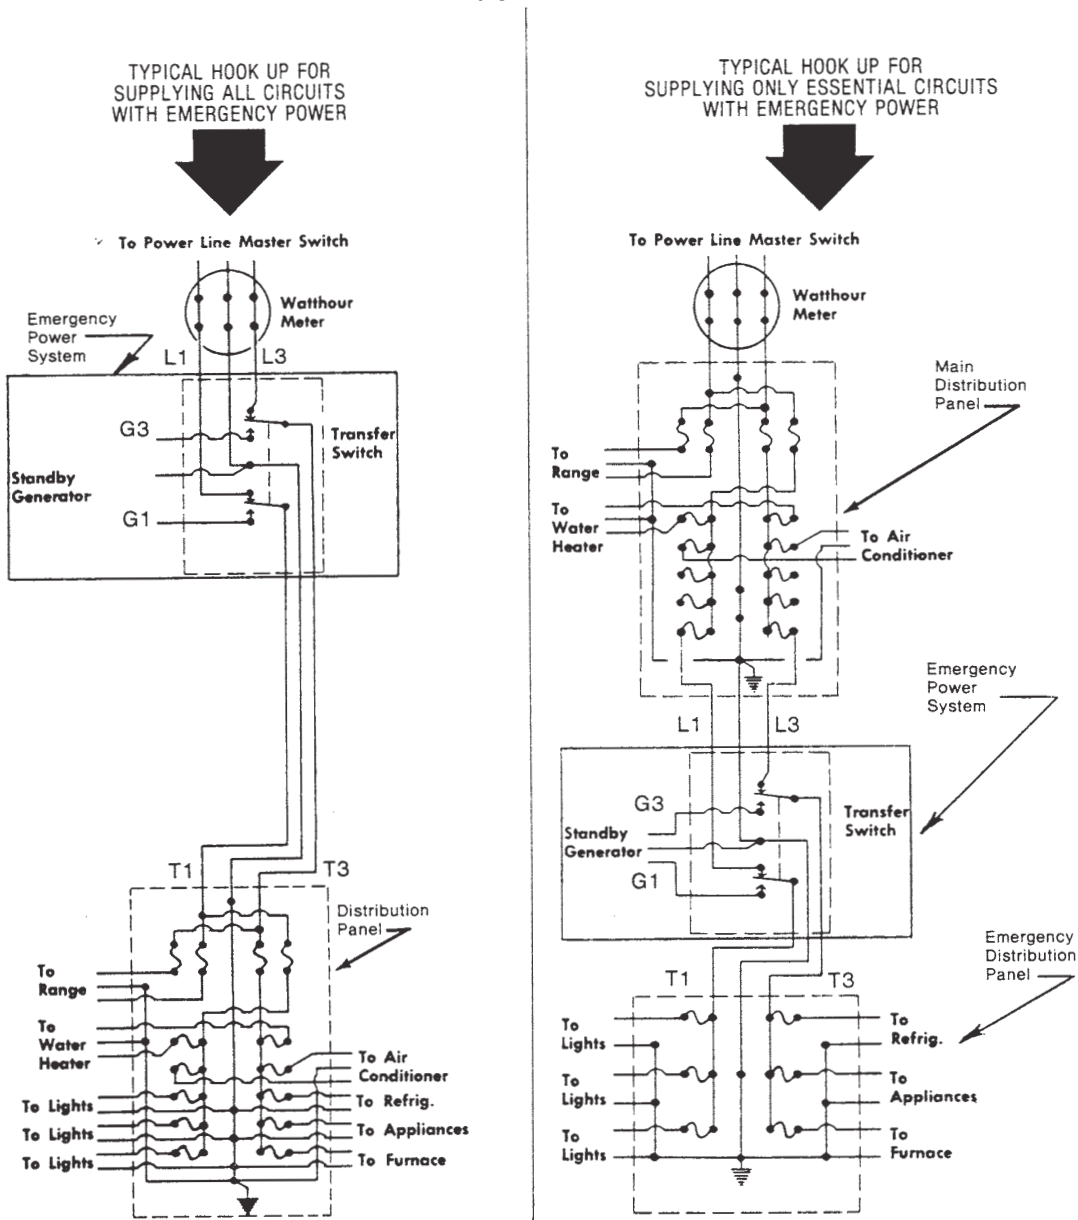 TYPICAL HOOK UP FOR
SUPPLYING ALL CIRCUITS
WITH EMERGENCY POWER
To Power Line Master Switch
Watthour
Meter
Emergency
Power
System
L1
L3
G3
Transfer
Switch
Standby
Generator
G1
T1
T3
Distribution
Panel
To
Range
To
Water
Heater
To Air
Conditioner
To Lights
To Refrig.
To Lights
To Appliances
To Lights
To Furnace
TYPICAL HOOK UP FOR
SUPPLYING ONLY ESSENTIAL CIRCUITS
WITH EMERGENCY POWER
To Power Line Master Switch
Watthour
Meter
Main
Distribution
Panel
To
Range
To
Water
Heater
To Air
Conditioner
Emergency
Power
System
L1
L3
G3
Transfer
Switch
Standby
Generator
G1
Emergency
Distribution
Panel
T1
T3
To
Lights
To
Refrig.
To
Lights
To
Appliances
To
Lights
To
Furnace